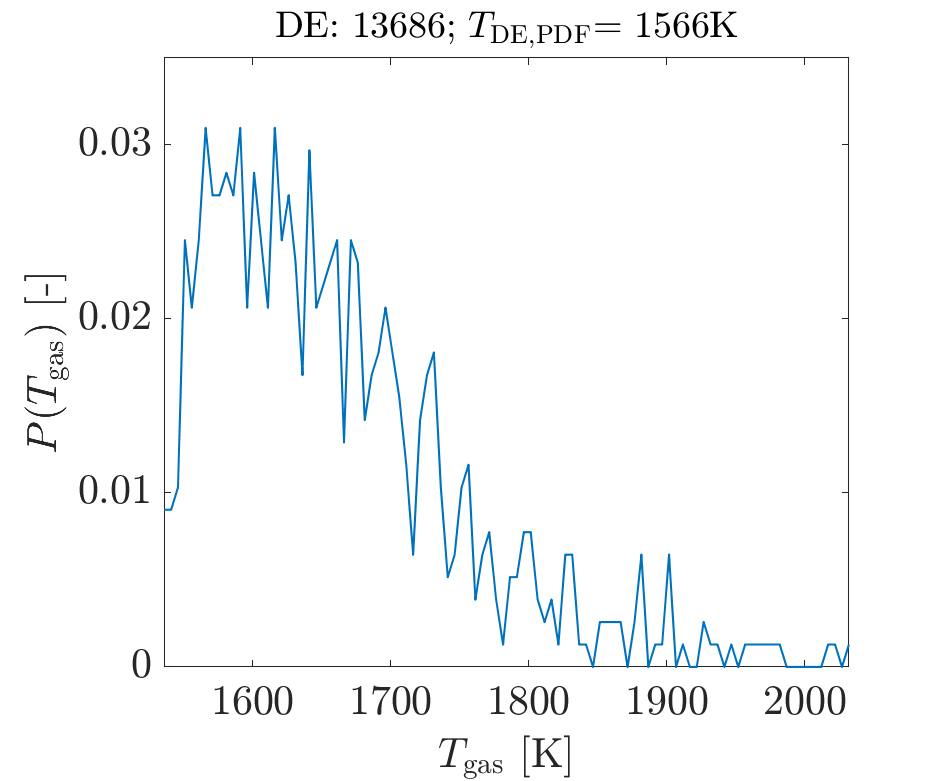 DE: 13686; T_DE,PDF= 1566K
0.03
0.02
0.01
0
P(T_gas) [-]
1600 1700 1800 1900 2000
T_gas [K]